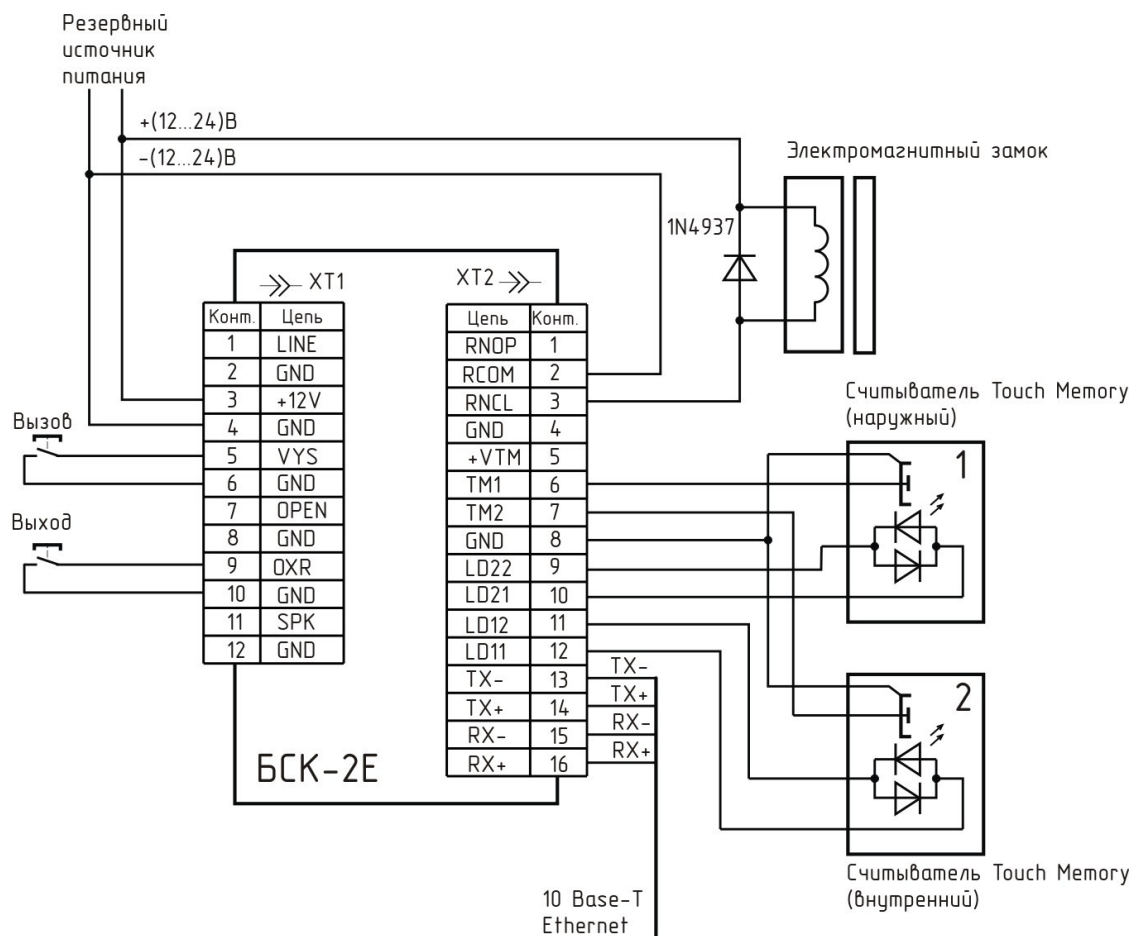 Резервный
источник
питания
+(12...24)В
-(12...24)В
Электромагнитный замок
1N4937
XT1
XT2
Конт. Цепь
1 LINE
2 GND
3 +12V
4 GND
5 VYS
6 GND
7 OPEN
8 GND
9 OXR
10 GND
11 SPK
12 GND
Цепь Конт.
RNOP 1
RCOM 2
RNCL 3
GND 4
+VTM 5
TM1 6
TM2 7
GND 8
LD22 9
LD21 10
LD12 11
LD11 12
TX- 13
TX+ 14
RX- 15
RX+ 16
Вызов
Выход
Считыватель Touch Memory
(наружный)
1
TX-
TX+
RX-
RX+
2
БСК-2Е
Считыватель Touch Memory
(внутренний)
10 Base-T
Ethernet